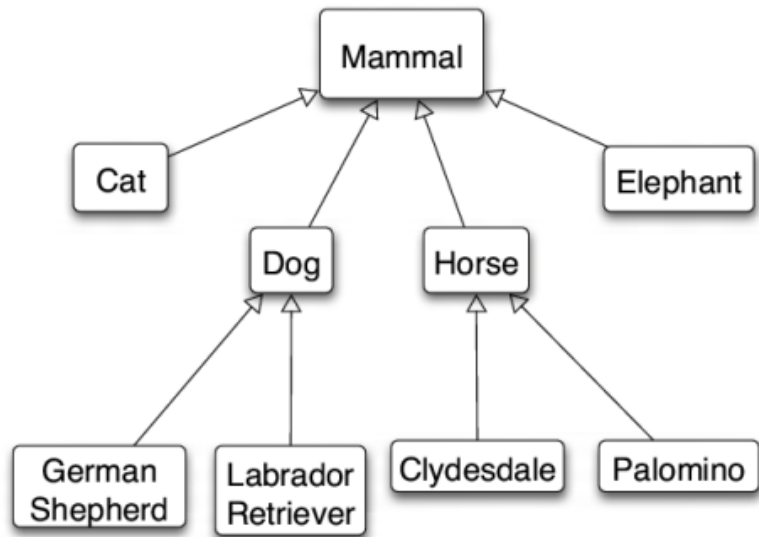 Mammal
Cat
Elephant
Dog
Horse
German
Shepherd
Labrador
Retriever
Clydesdale
Palomino